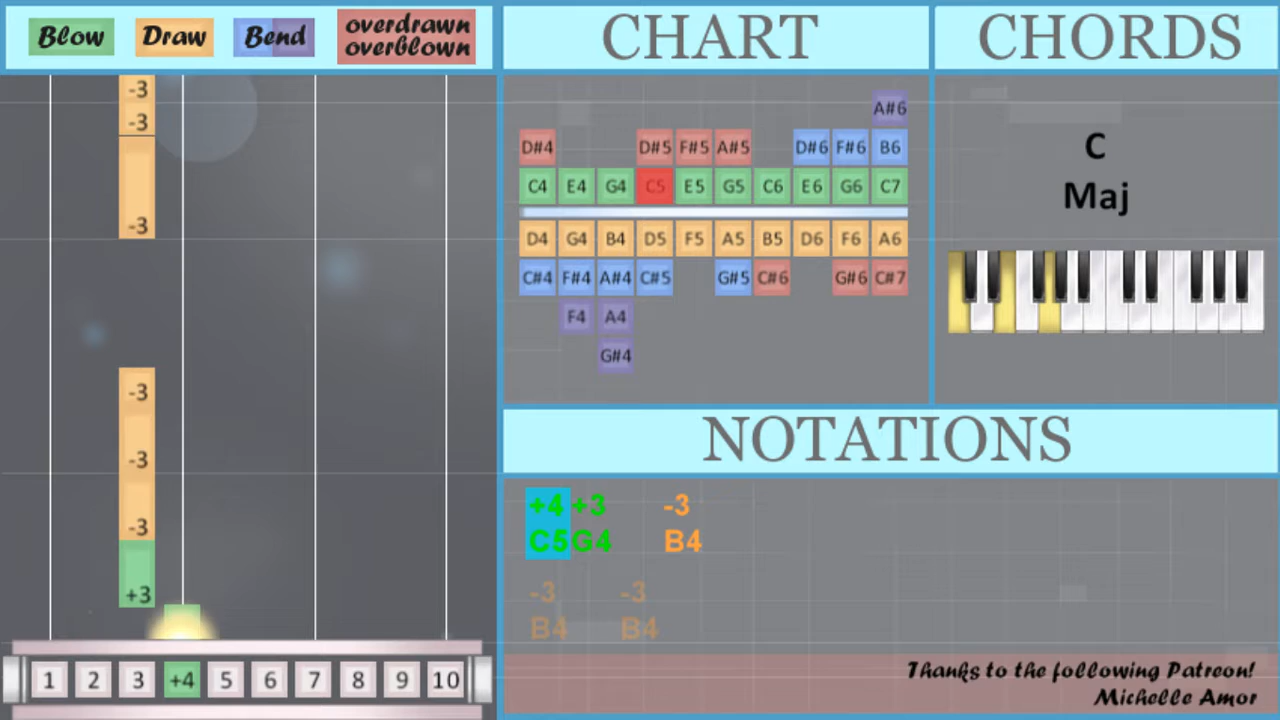 Blow Draw Bend overdrawn overblown
CHART
CHORDS
-3
-3
-3
-3
-3
-3
+3
1 2 3 +4 5 6 7 8 9 10
A#6
D#4 D#5 F#5 A#5 D#6 F#6 B6
C4 E4 G4 C5 E5 G5 C6 E6 G6 C7
D4 G4 B4 D5 F5 A5 B5 D6 F6 A6
C#4 F#4 A#4 C#5 G#5 C#6 G#6 C#7
F4 A4
G#4
C
Maj
NOTATIONS
+4 +3 -3
C5 G4 B4
-3 -3
B4 B4
Thanks to the following Patreon!
Michelle Amor